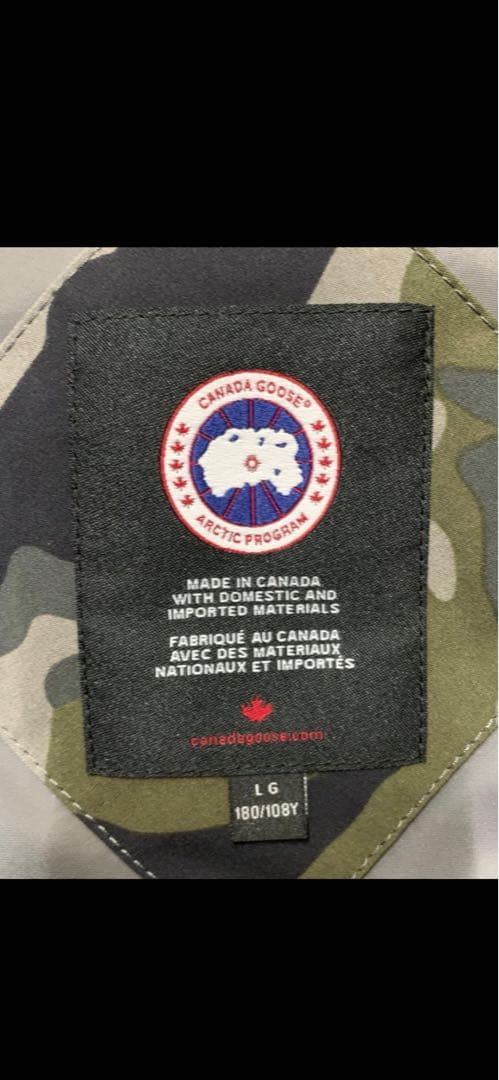 CANADA GOOSE®
ARCTIC PROGRAM
MADE IN CANADA
WITH DOMESTIC AND
IMPORTED MATERIALS
FABRIQUÉ AU CANADA
AVEC DES MATERIAUX
NATIONAUX ET IMPORTÉS
canadagoose.com
LG
180/108Y